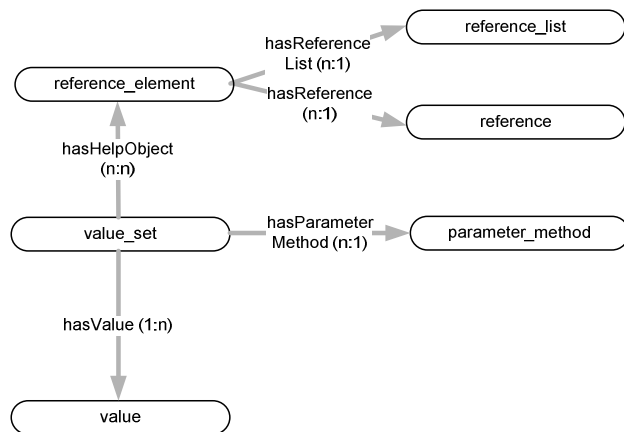 reference_list
hasReference
List (n:1)
reference_element
hasReference
(n:1)
reference
hasHelpObject
(n:n)
value_set
hasParameter
Method (n:1)
parameter_method
hasValue (1:n)
value